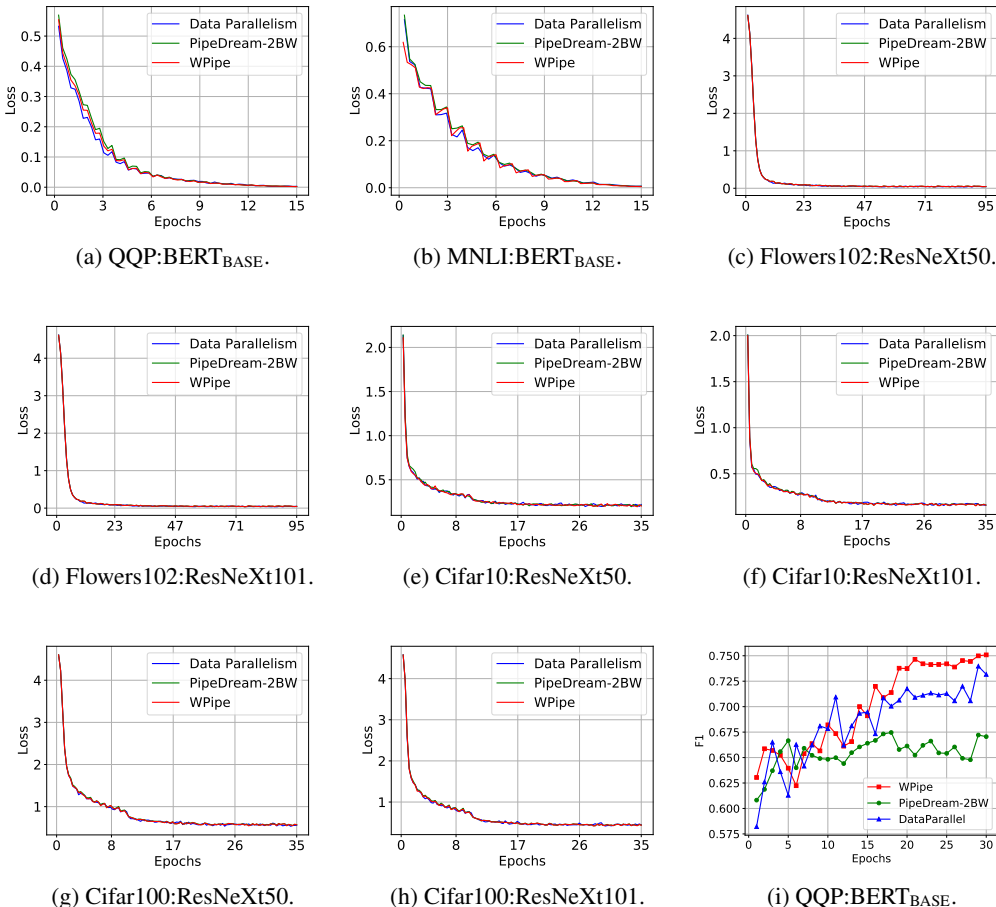 0.5
0.4
0.3
0.2
0.1
0.0
Loss
Data Parallelism
PipeDream-2BW
WPipe
0 3 6 9 12 15
Epochs
(a) QQP:BERT_BASE.
0.6
0.4
0.2
0.0
Loss
Data Parallelism
PipeDream-2BW
WPipe
0 3 6 9 12 15
Epochs
(b) MNLI:BERT_BASE.
4
3
2
1
0
Loss
Data Parallelism
PipeDream-2BW
WPipe
0 23 47 71 95
Epochs
(c) Flowers102:ResNeXt50.
4
3
2
1
0
Loss
Data Parallelism
PipeDream-2BW
WPipe
0 23 47 71 95
Epochs
(d) Flowers102:ResNeXt101.
2.0
1.5
1.0
0.5
Loss
Data Parallelism
PipeDream-2BW
WPipe
0 8 17 26 35
Epochs
(e) Cifar10:ResNeXt50.
2.0
1.5
1.0
0.5
Loss
Data Parallelism
PipeDream-2BW
WPipe
0 8 17 26 35
Epochs
(f) Cifar10:ResNeXt101.
4
3
2
1
Loss
Data Parallelism
PipeDream-2BW
WPipe
0 8 17 26 35
Epochs
(g) Cifar100:ResNeXt50.
4
3
2
1
Loss
Data Parallelism
PipeDream-2BW
WPipe
0 8 17 26 35
Epochs
(h) Cifar100:ResNeXt101.
0.750
0.725
0.700
0.675
0.650
0.625
0.600
0.575
F1
WPipe
PipeDream-2BW
DataParallel
0 5 10 15 20 25 30
Epochs
(i) QQP:BERT_BASE.